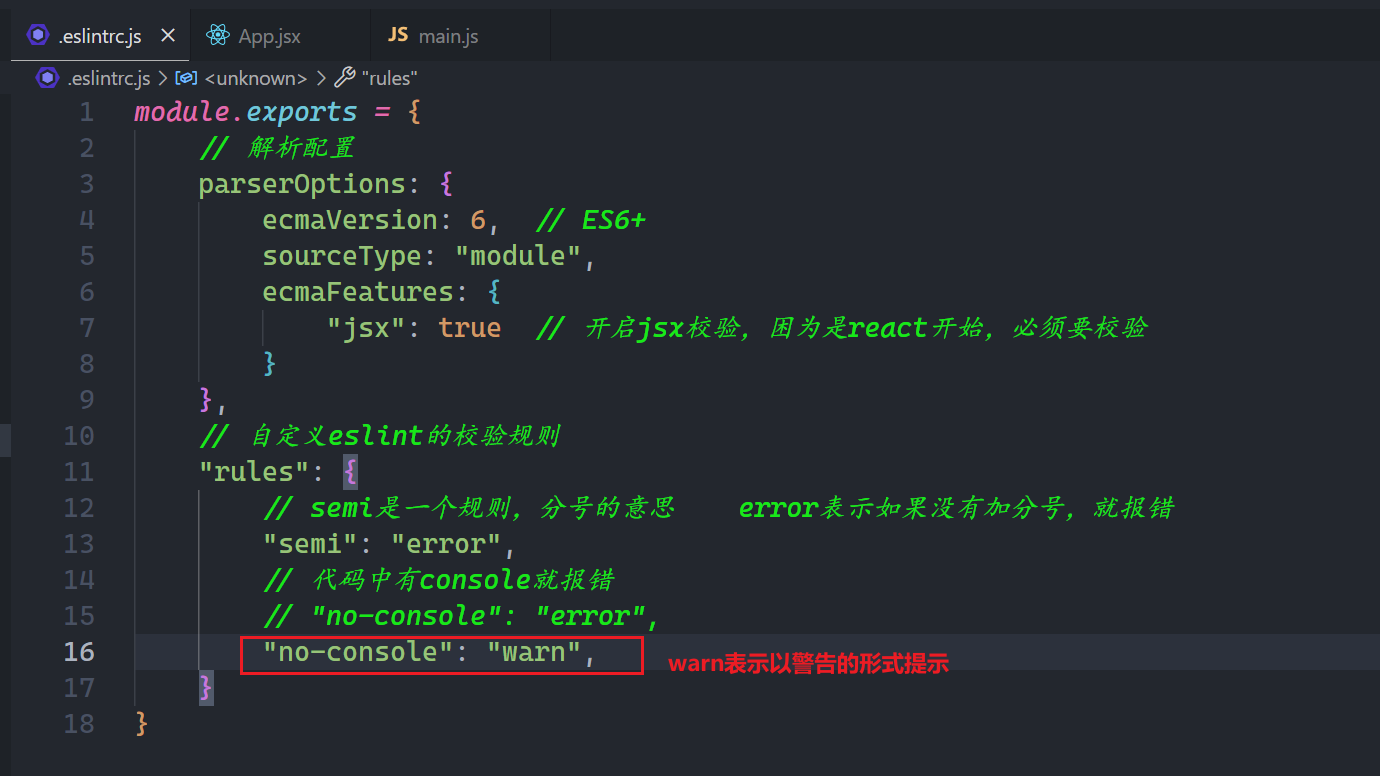 .eslintrc.js
App.jsx
JS main.js
.eslintrc.js > <unknown> > "rules"
1 module.exports = {
2 // 解析配置
3 parserOptions: {
4 ecmaVersion: 6, // ES6+
5 sourceType: "module",
6 ecmaFeatures: {
7 "jsx": true // 开启jsx校验，因为是react开始，必须要校验
8 }
9 },
10 // 自定义eslint的校验规则
11 "rules": {
12 // semi是一个规则，分号的意思 error表示如果没有加分号，就报错
13 "semi": "error",
14 // 代码中有console就报错
15 // "no-console": "error",
16 "no-console": "warn", warn表示以警告的形式提示
17 }
18 }